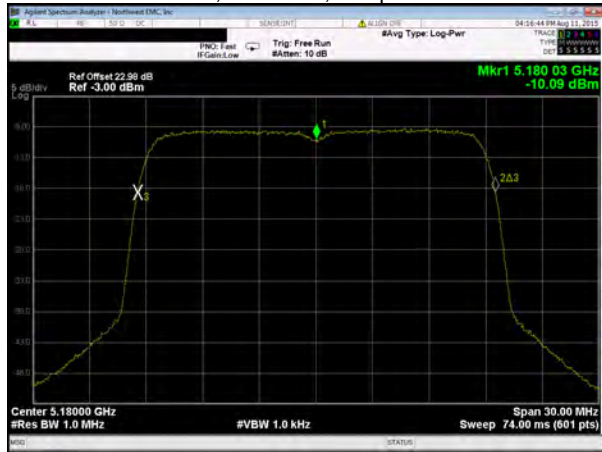 Agilent Spectrum Analyzer - Northwest EMC, Inc
RL RF 50 Ω DC SENSE:INT ALIGN OFF 04:16:44 PM Aug 11, 2015
#Avg Type: Log-Pwr
TRACE 1 2 3 4 5 6
PNO: Fast Trig: Free Run
TYPE
IFGain:Low #Atten: 10 dB
DET S S S S S S
Mkr1 5.180 03 GHz
Ref Offset 22.98 dB
5 dB/div Ref -3.00 dBm
-10.09 dBm
Log
1
2Δ3
X3
Center 5.18000 GHz Span 30.00 MHz
#Res BW 1.0 MHz #VBW 1.0 kHz Sweep 74.00 ms (601 pts)
MSG STATUS